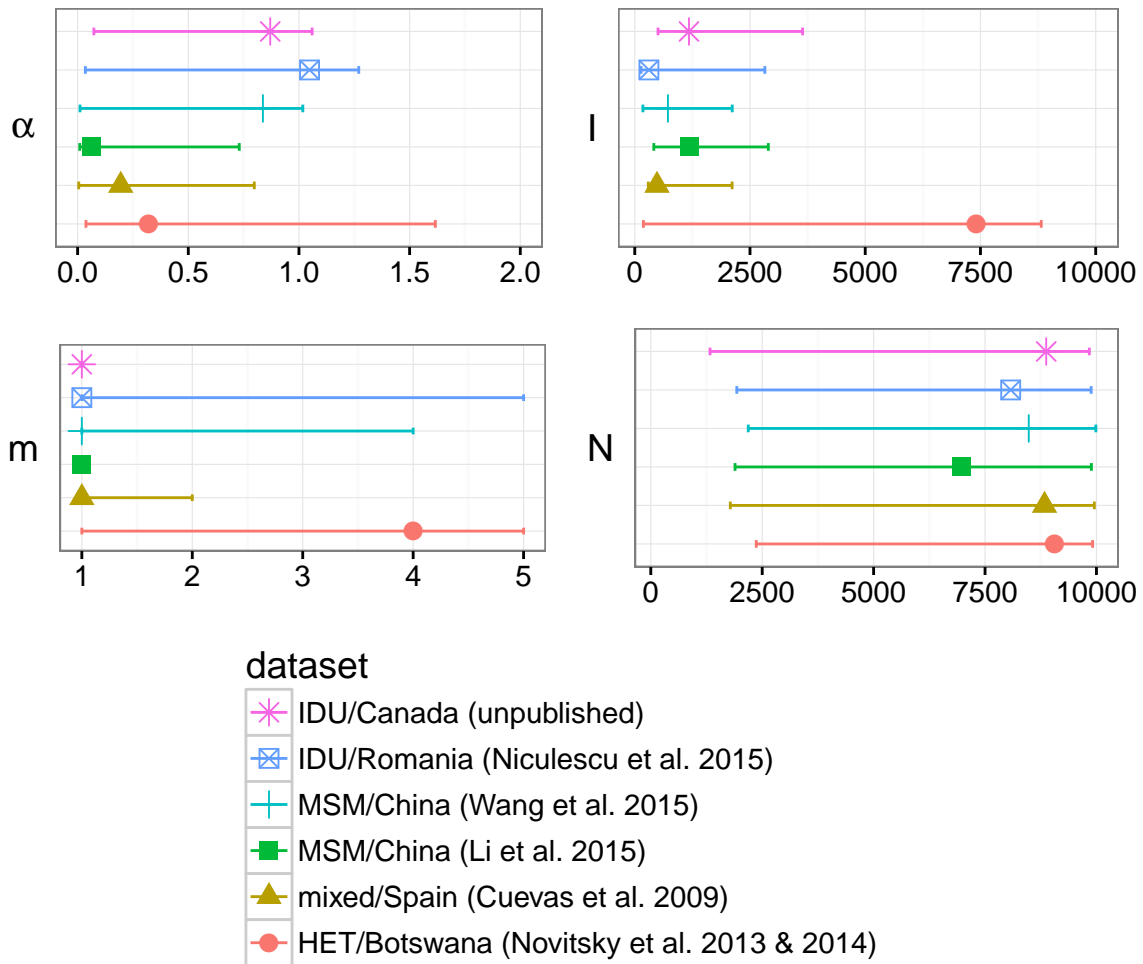 α
0.0 0.5 1.0 1.5 2.0
I
0 2500 5000 7500 10000
m
1 2 3 4 5
N
0 2500 5000 7500 10000
dataset
IDU/Canada (unpublished)
IDU/Romania (Niculescu et al. 2015)
MSM/China (Wang et al. 2015)
MSM/China (Li et al. 2015)
mixed/Spain (Cuevas et al. 2009)
HET/Botswana (Novitsky et al. 2013 & 2014)